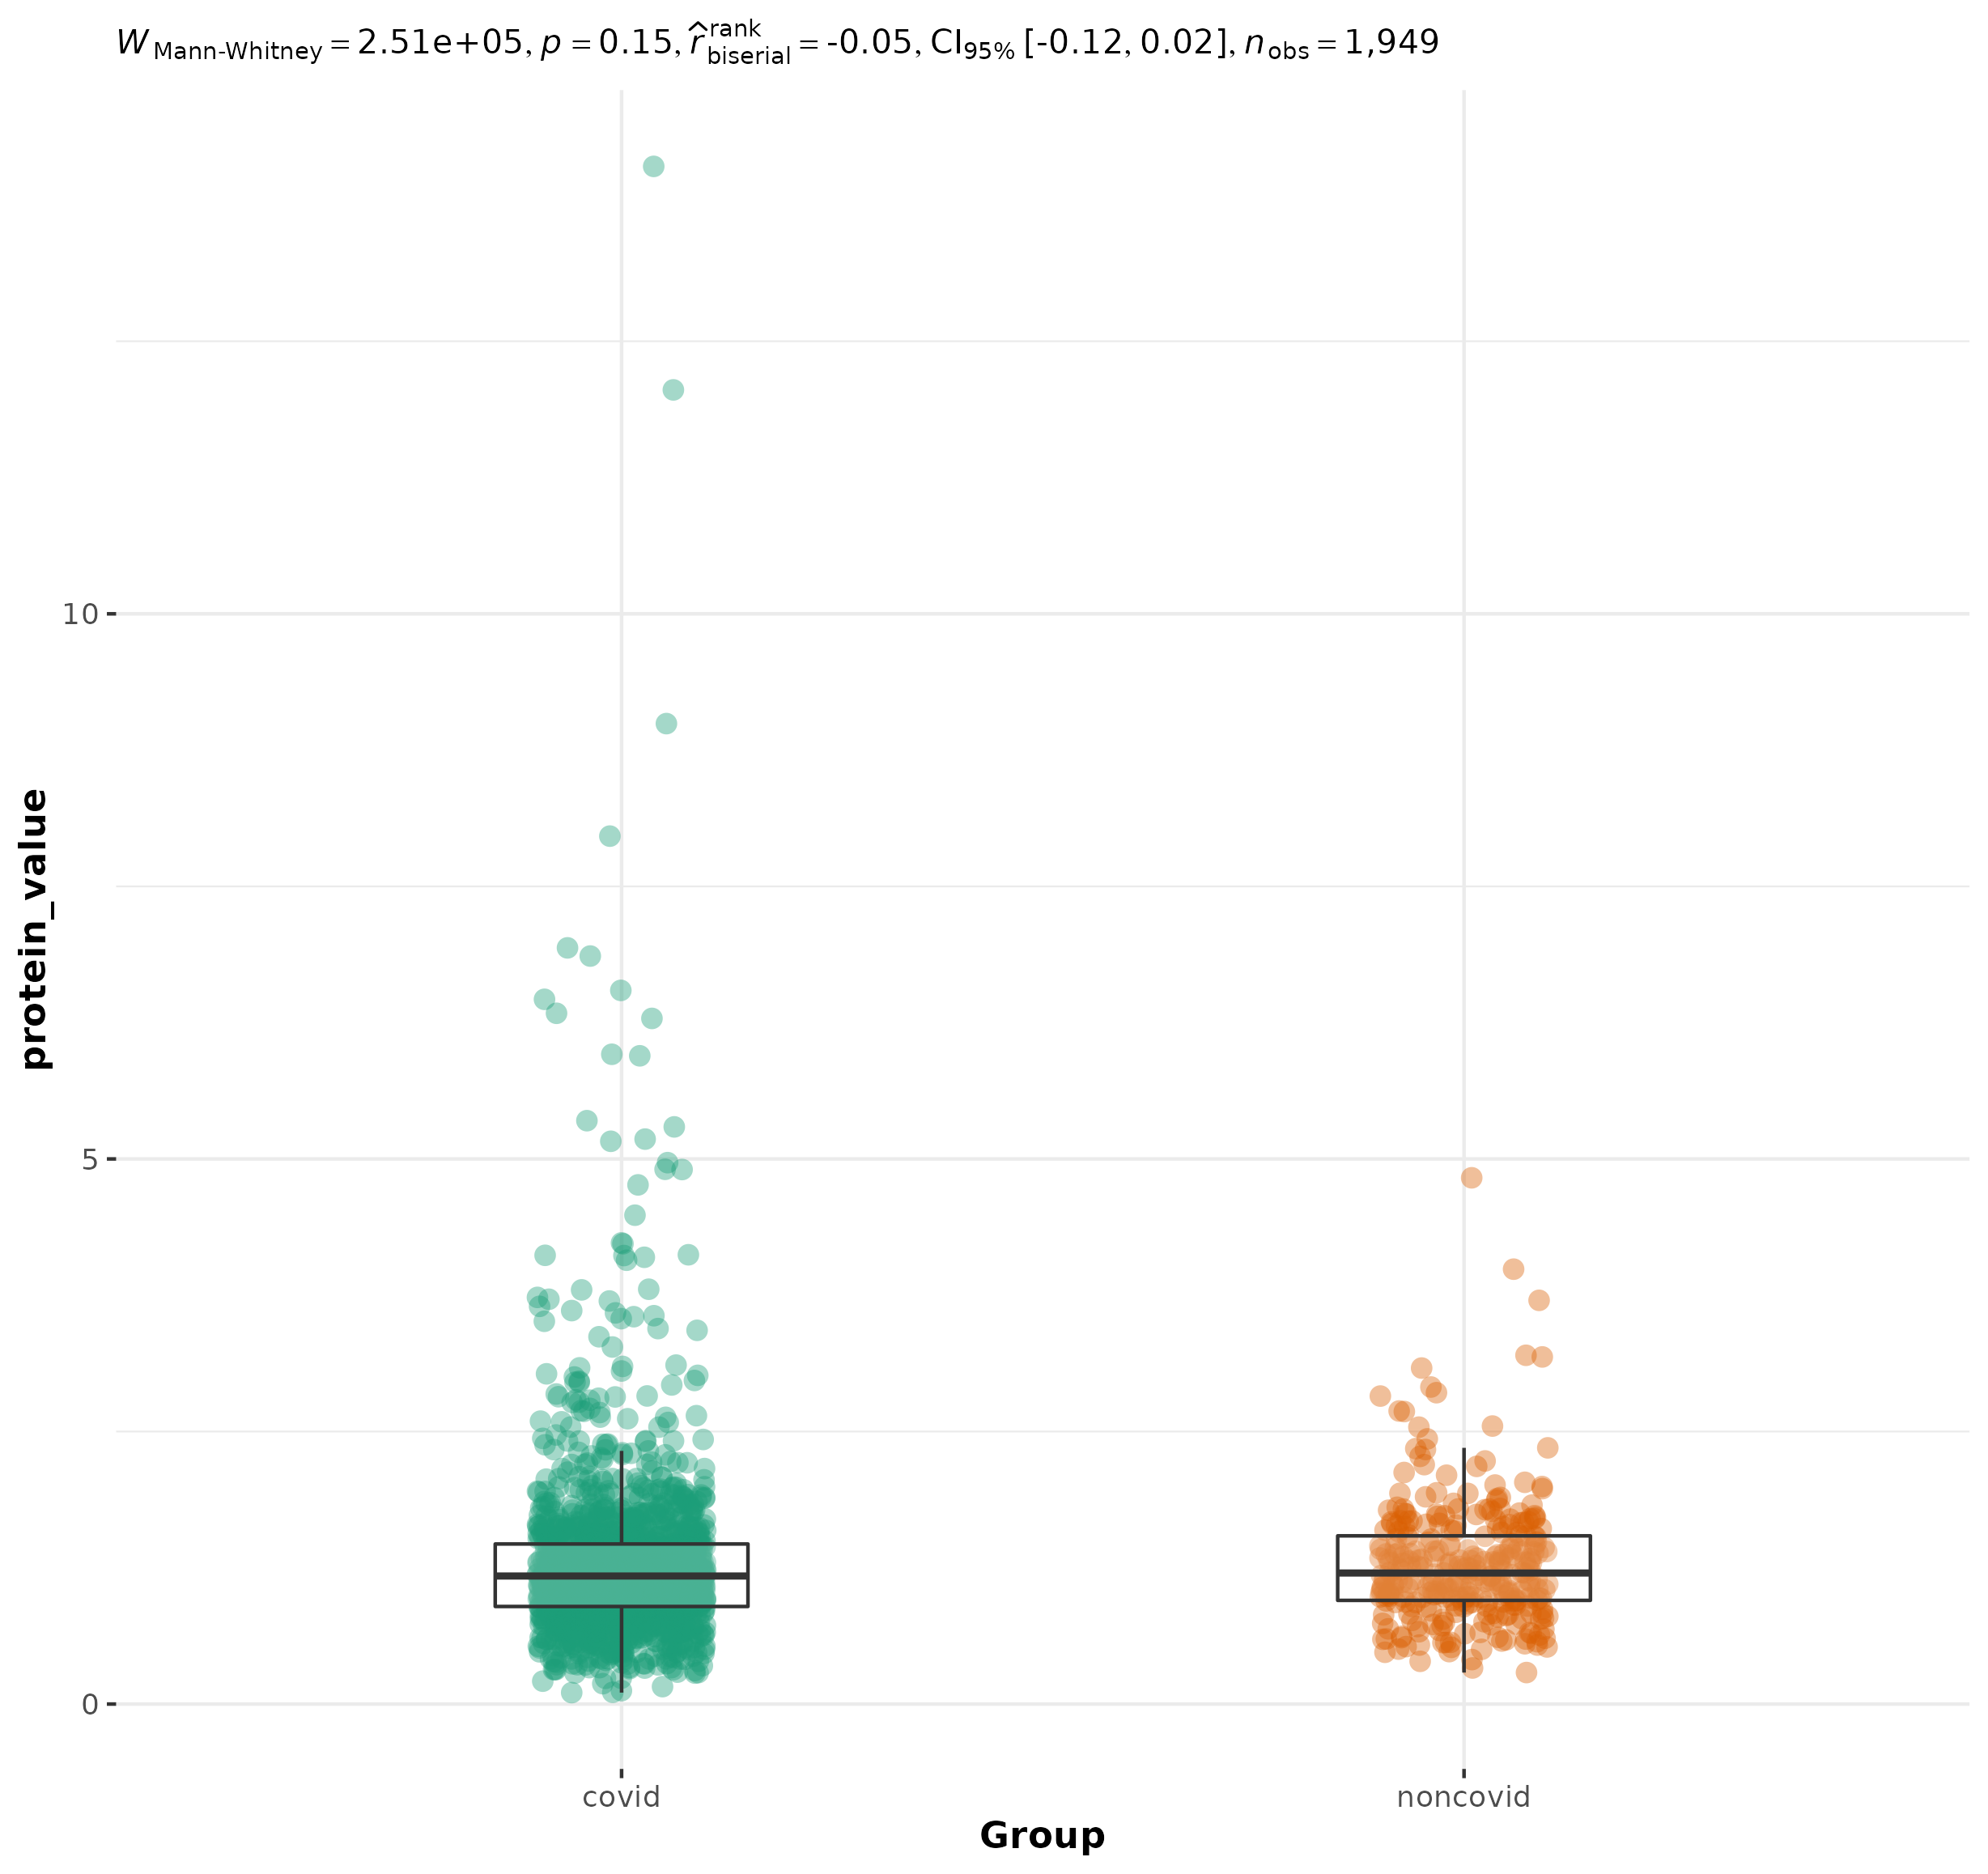 W Mann-Whitney = 2.51e+05, p = 0.15, r̂ rank biserial = -0.05, CI95% [-0.12, 0.02], n obs = 1,949
protein_value
10
5
0
covid noncovid
Group